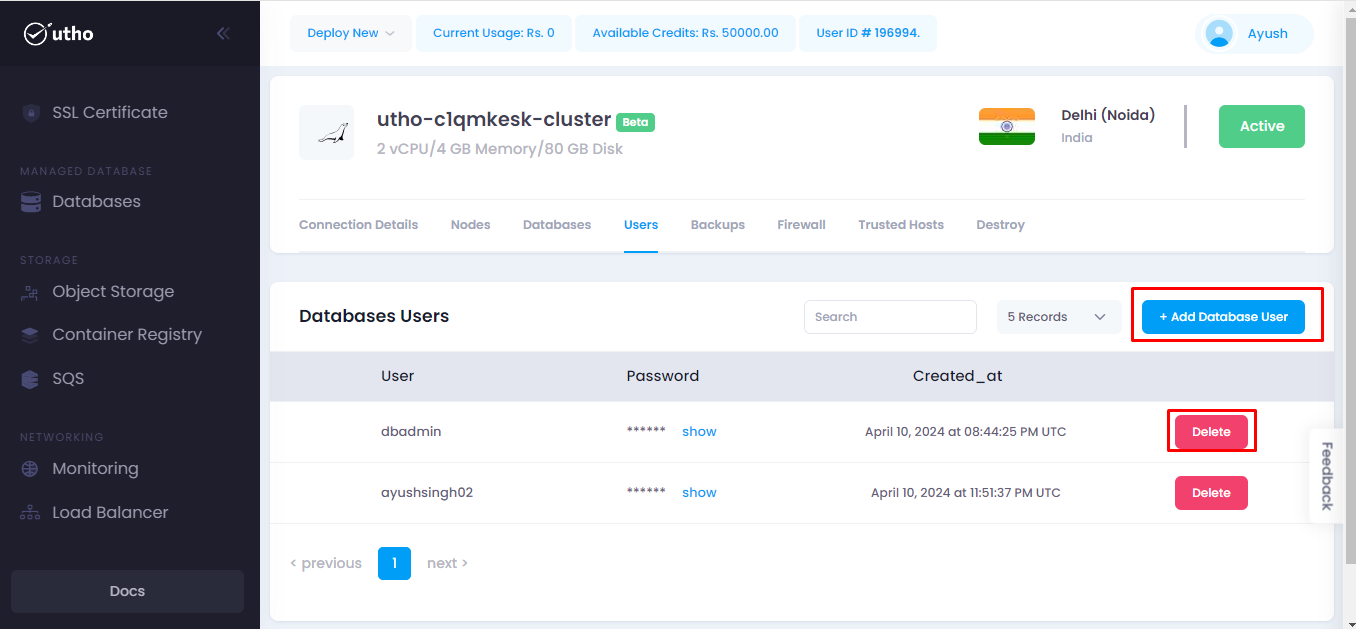 utho
Deploy New
Current Usage: Rs. 0
Available Credits: Rs. 50000.00
User ID # 196994.
Ayush
SSL Certificate
MANAGED DATABASE
Databases
STORAGE
Object Storage
Container Registry
SQS
NETWORKING
Monitoring
Load Balancer
Docs
utho-c1qmkesk-cluster Beta
2 vCPU/4 GB Memory/80 GB Disk
Delhi (Noida)
India
Active
Connection Details Nodes Databases Users Backups Firewall Trusted Hosts Destroy
Databases Users
Search
5 Records
+ Add Database User
User Password Created_at
dbadmin ****** show April 10, 2024 at 08:44:25 PM UTC Delete
ayushsingh02 ****** show April 10, 2024 at 11:51:37 PM UTC Delete
< previous 1 next >
Feedback